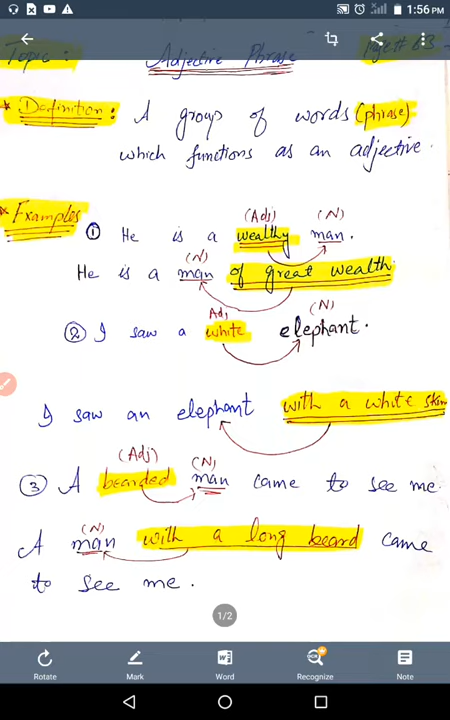 1:56 PM
Topic : Adjective Phrase Page # 63
* Definition : A group of words (phrase)
which functions as an adjective.
* Examples
(Adj) (N)
① He is a wealthy man.
(N)
He is a man of great wealth.
Adj (N)
② I saw a white elephant.
I saw an elephant with a white skin
(Adj) (N)
③ A bearded man came to see me
(N)
A man with a long beard came
to see me.
1/2
Rotate Mark Word Recognize Note